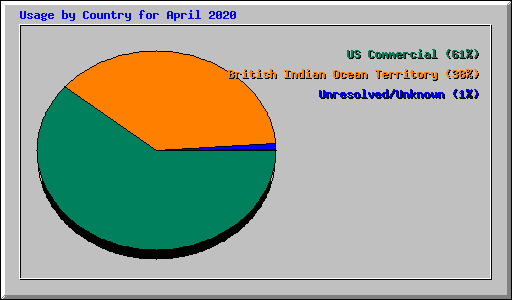 Usage by Country for April 2020
US Commercial (61%)
British Indian Ocean Territory (38%)
Unresolved/Unknown (1%)